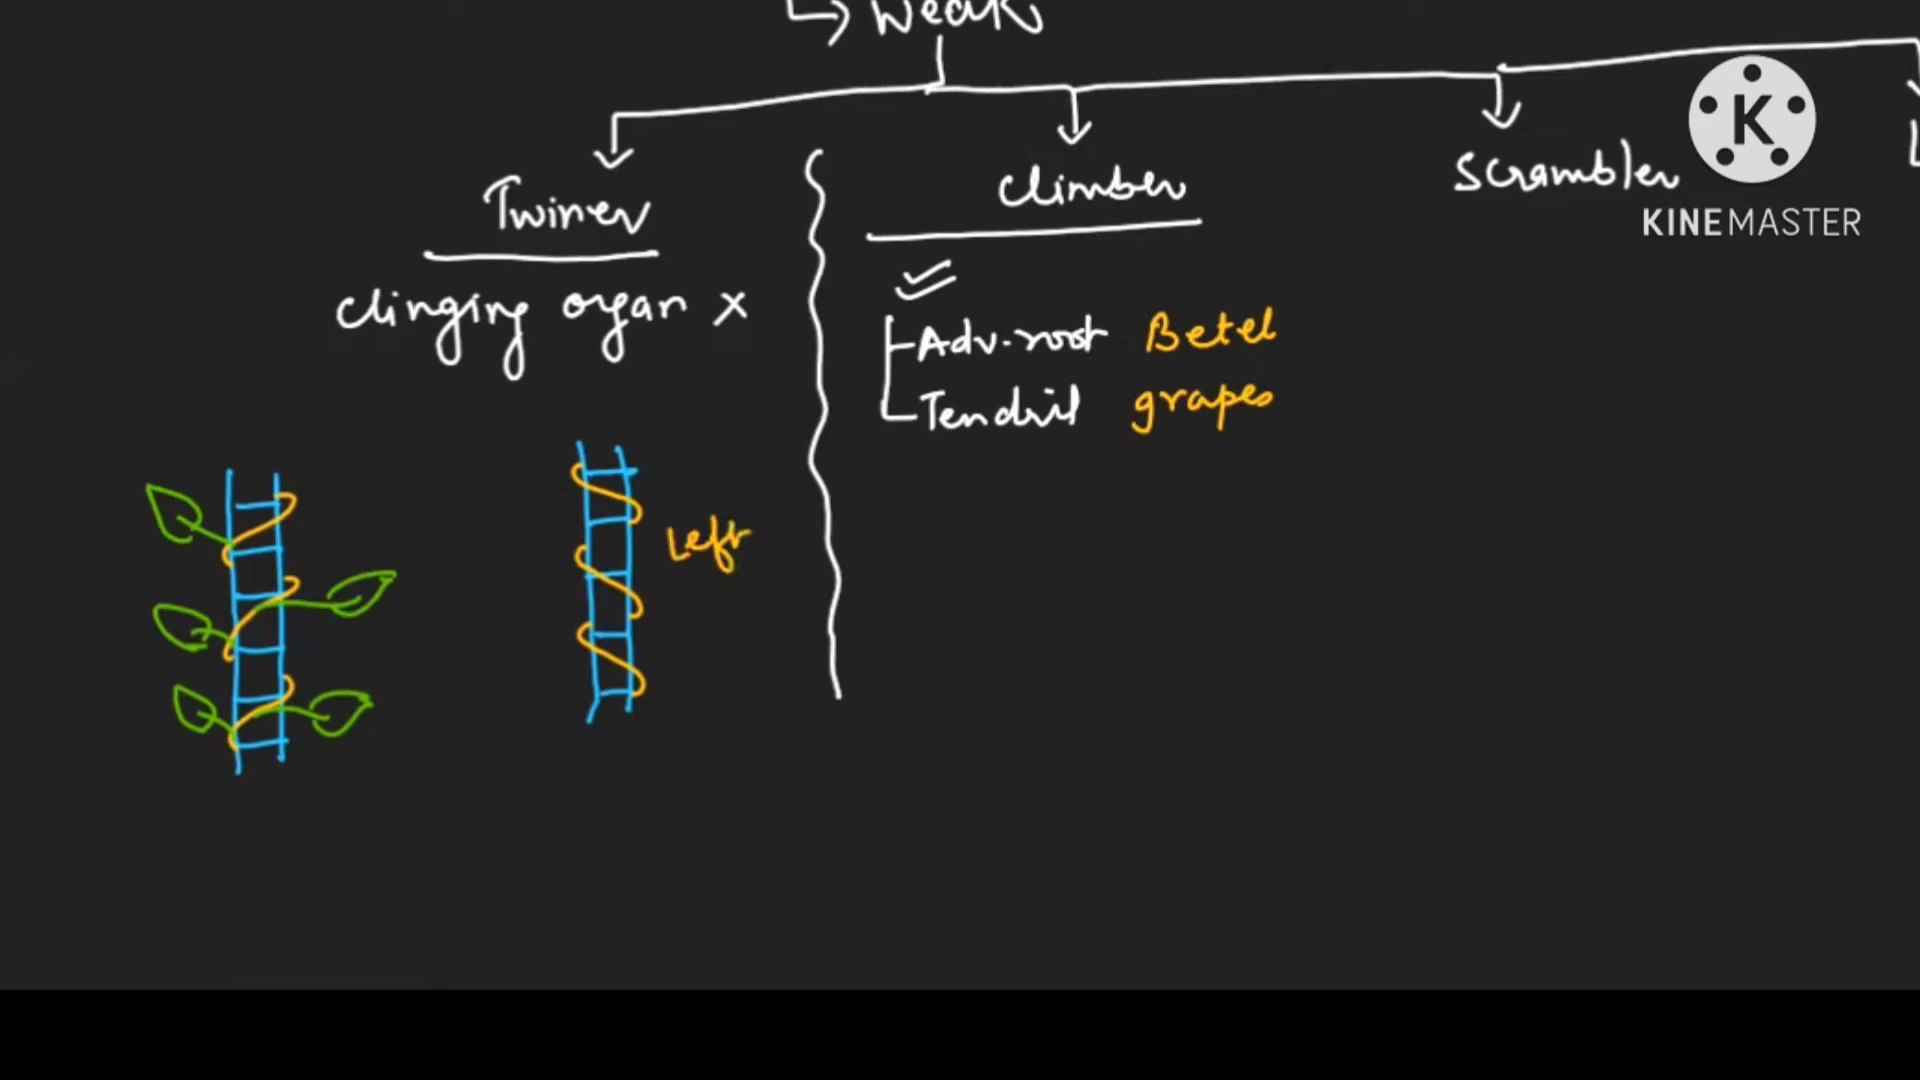 ↳ Weak
Twiner
clinging organ x
Left
climber
Adv. root Betel
Tendril grapes
Scrambler
K
KINEMASTER